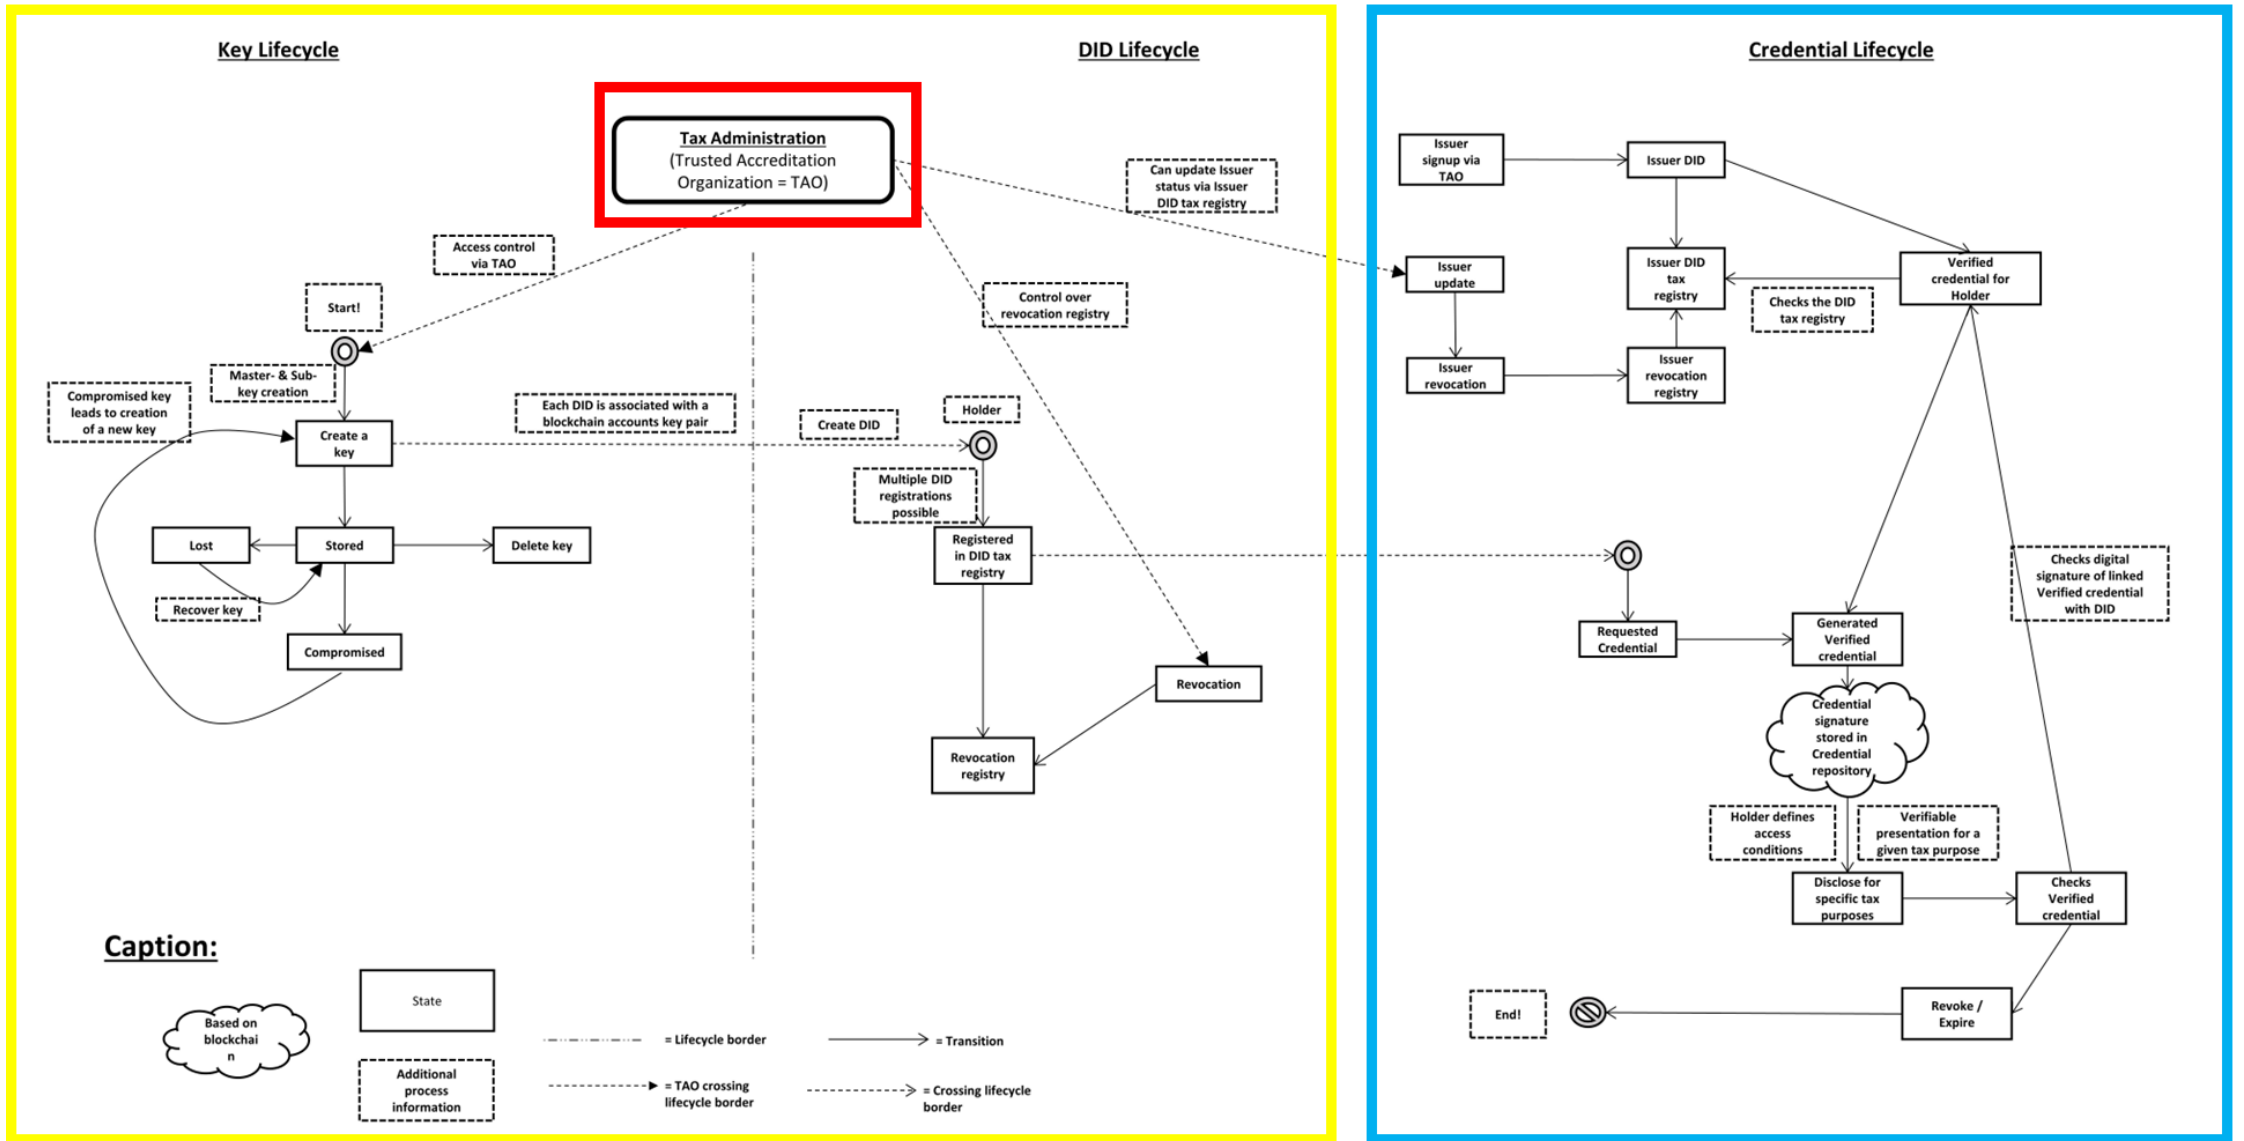 Key Lifecycle
DID Lifecycle
Credential Lifecycle
Tax Administration
(Trusted Accreditation
Organization = TAO)
Access control
via TAO
Can update Issuer
status via Issuer
DID tax registry
Control over
revocation registry
Start!
Master- & Sub-
key creation
Compromised key
leads to creation
of a new key
Create a
key
Each DID is associated with a
blockchain accounts key pair
Create DID
Holder
Multiple DID
registrations
possible
Lost
Stored
Delete key
Recover key
Compromised
Registered
in DID tax
registry
Revocation
Revocation
registry
Issuer
signup via
TAO
Issuer DID
Issuer
update
Issuer DID
tax
registry
Verified
credential for
Holder
Checks the DID
tax registry
Issuer
revocation
Issuer
revocation
registry
Checks digital
signature of linked
Verified credential
with DID
Requested
Credential
Generated
Verified
credential
Credential
signature
stored in
Credential
repository
Holder defines
access
conditions
Verifiable
presentation for a
given tax purpose
Disclose for
specific tax
purposes
Checks
Verified
credential
End!
Revoke /
Expire
Caption:
Based on
blockchai
n
State
Additional
process
information
= Lifecycle border
= Transition
= TAO crossing
lifecycle border
= Crossing lifecycle
border